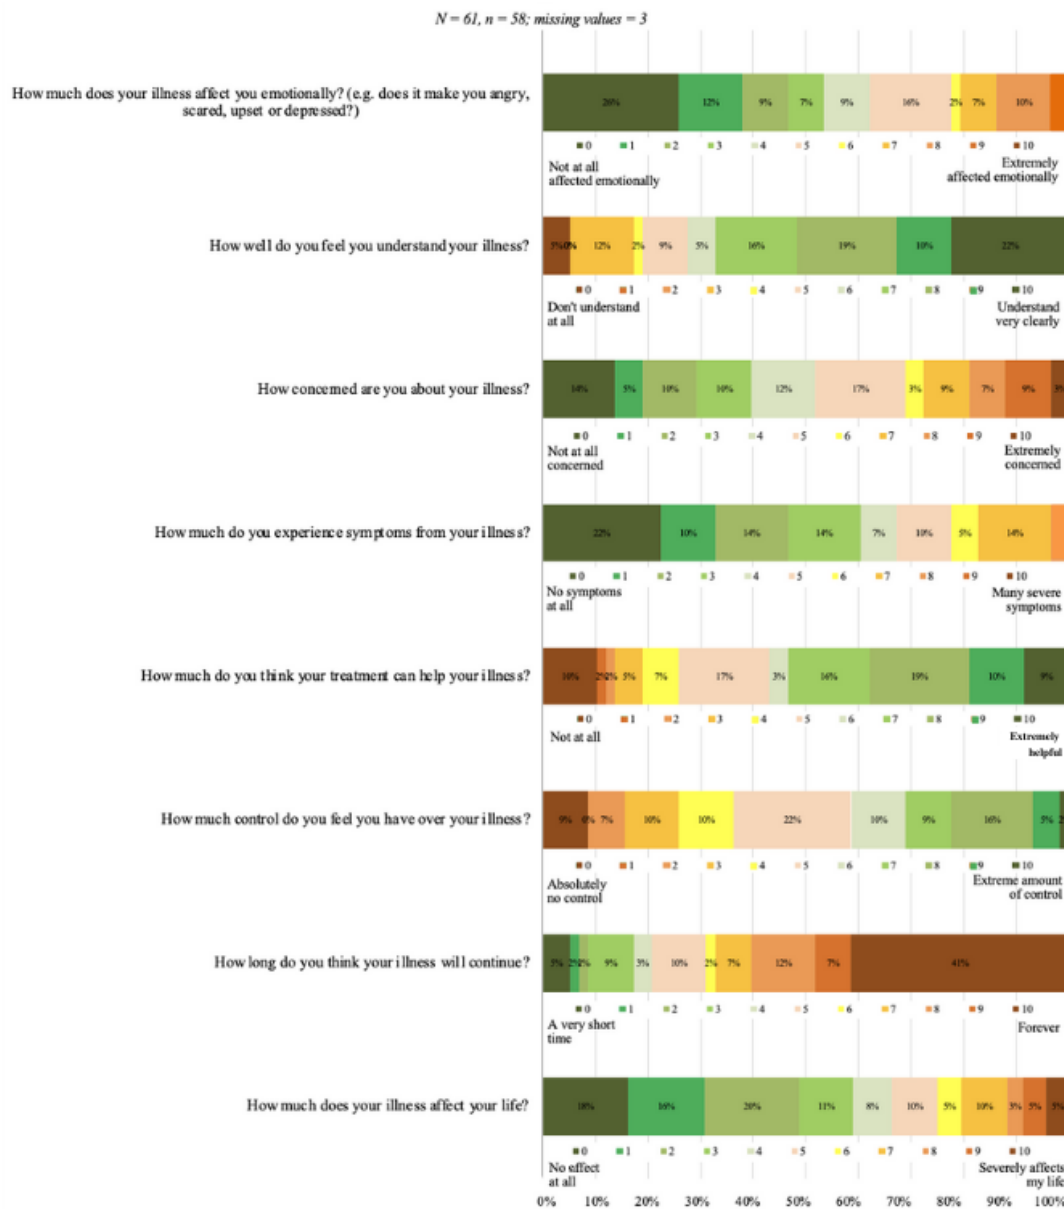 N = 61, n = 58; missing values = 3
How much does your illness affect you emotionally? (e.g. does it make you angry,
scared, upset or depressed?)
26% 12% 9% 7% 9% 16% 2% 7% 10%
0 1 2 3 4 5 6 7 8 9 10
Not at all
affected emotionally
Extremely
affected emotionally
How well do you feel you understand your illness?
5% 0% 12% 2% 9% 5% 16% 19% 10% 22%
0 1 2 3 4 5 6 7 8 9 10
Don't understand
at all
Understand
very clearly
How concerned are you about your illness?
14% 5% 10% 10% 12% 17% 3% 9% 7% 9% 3%
0 1 2 3 4 5 6 7 8 9 10
Not at all
concerned
Extremely
concerned
How much do you experience symptoms from your illness?
22% 10% 14% 14% 7% 10% 5% 14%
0 1 2 3 4 5 6 7 8 9 10
No symptoms
at all
Many severe
symptoms
How much do you think your treatment can help your illness?
10% 2% 2% 5% 7% 17% 3% 16% 19% 10% 9%
0 1 2 3 4 5 6 7 8 9 10
Not at all
Extremely
helpful
How much control do you feel you have over your illness?
9% 0% 7% 10% 10% 22% 10% 9% 16% 5% 2
0 1 2 3 4 5 6 7 8 9 10
Absolutely
no control
Extreme amount
of control
How long do you think your illness will continue?
5% 2% 2% 9% 3% 10% 2% 7% 12% 7% 41%
0 1 2 3 4 5 6 7 8 9 10
A very short
time
Forever
How much does your illness affect your life?
18% 16% 20% 11% 8% 10% 5% 10% 3% 5% 5%
0 1 2 3 4 5 6 7 8 9 10
No effect
at all
Severely affects
my life
0% 10% 20% 30% 40% 50% 60% 70% 80% 90% 100%